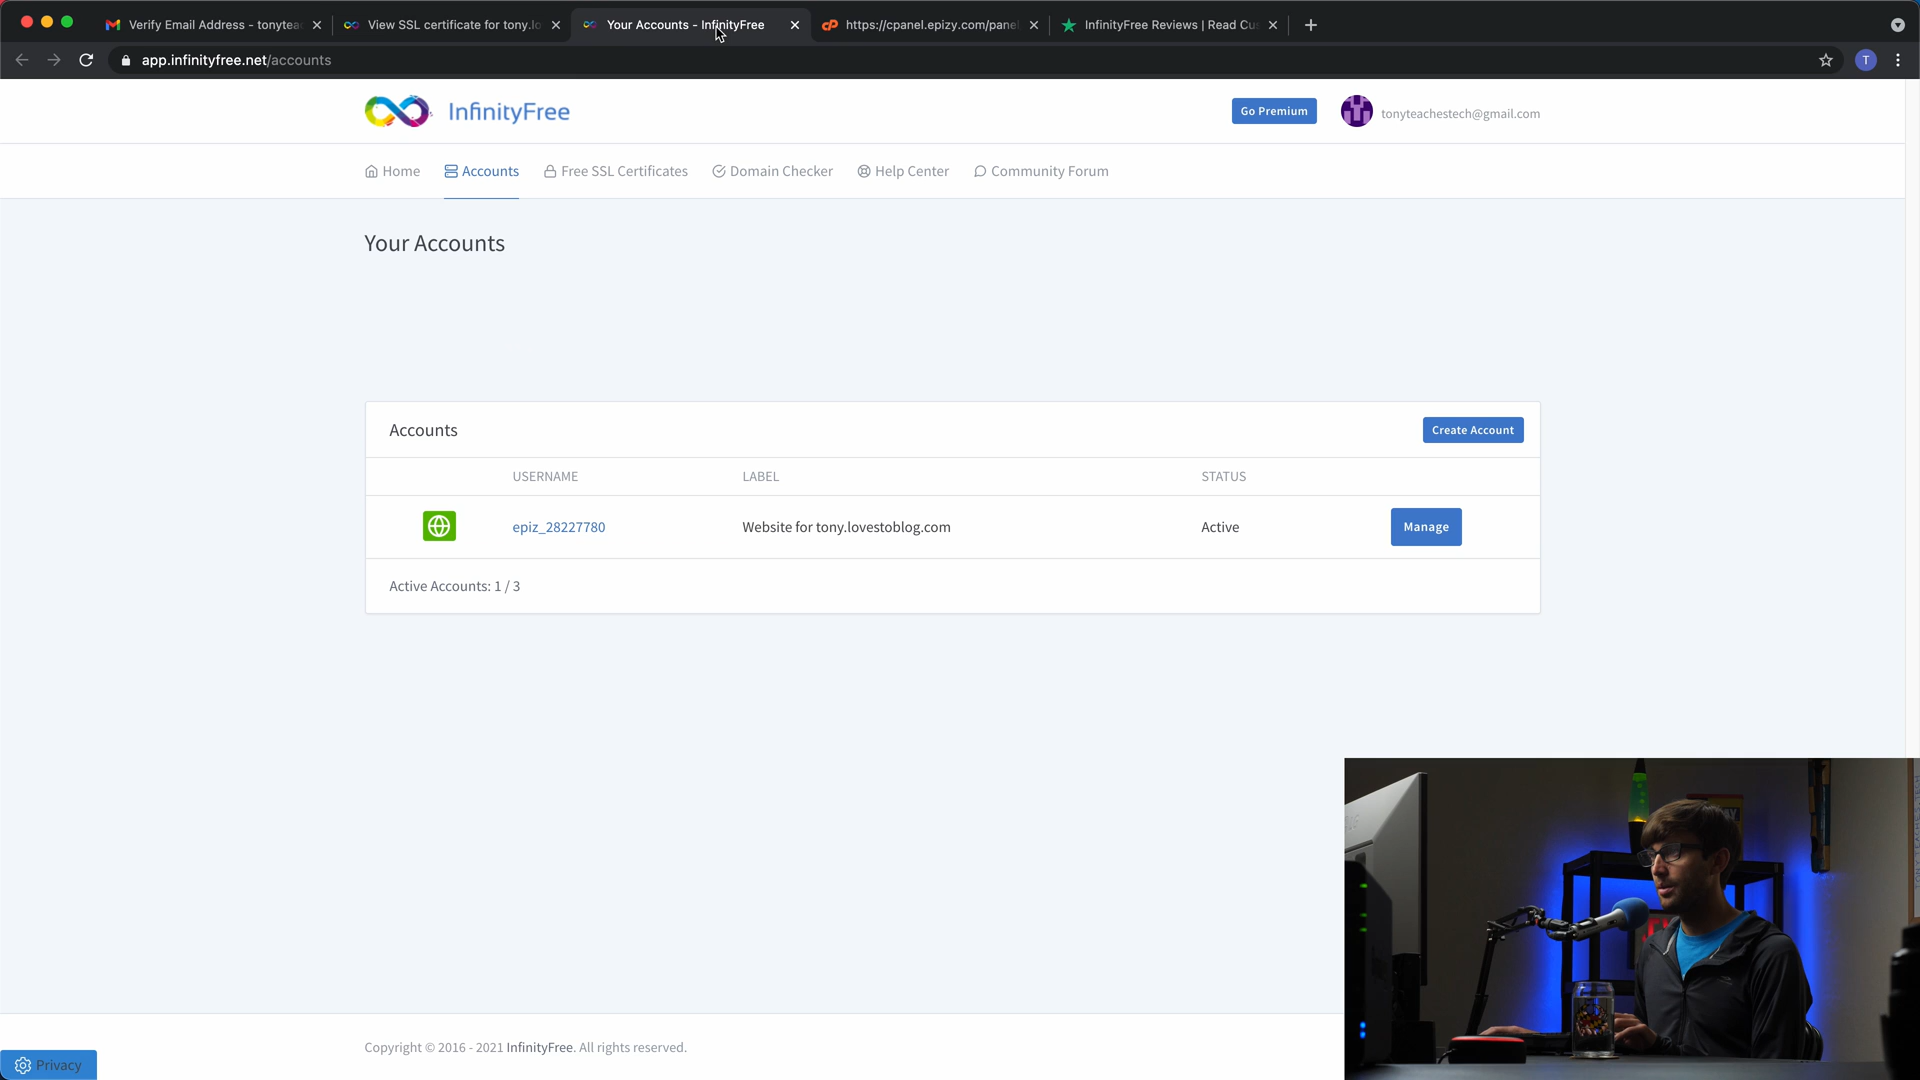 Verify Email Address - tonyteac
View SSL certificate for tony.lo
Your Accounts - InfinityFree
https://cpanel.epizy.com/panel
InfinityFree Reviews | Read Cus
app.infinityfree.net/accounts
T
InfinityFree
Go Premium
tonyteachestech@gmail.com
Home
Accounts
Free SSL Certificates
Domain Checker
Help Center
Community Forum
Your Accounts
Accounts
Create Account
USERNAME
LABEL
STATUS
epiz_28227780
Website for tony.lovestoblog.com
Active
Manage
Active Accounts: 1 / 3
Copyright © 2016 - 2021 InfinityFree. All rights reserved.
Privacy